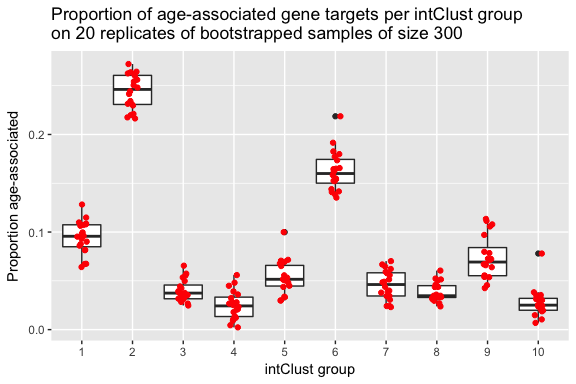 Proportion of age-associated gene targets per intClust group
on 20 replicates of bootstrapped samples of size 300
Proportion age-associated
0.2
0.1
0.0
1 2 3 4 5 6 7 8 9 10
intClust group